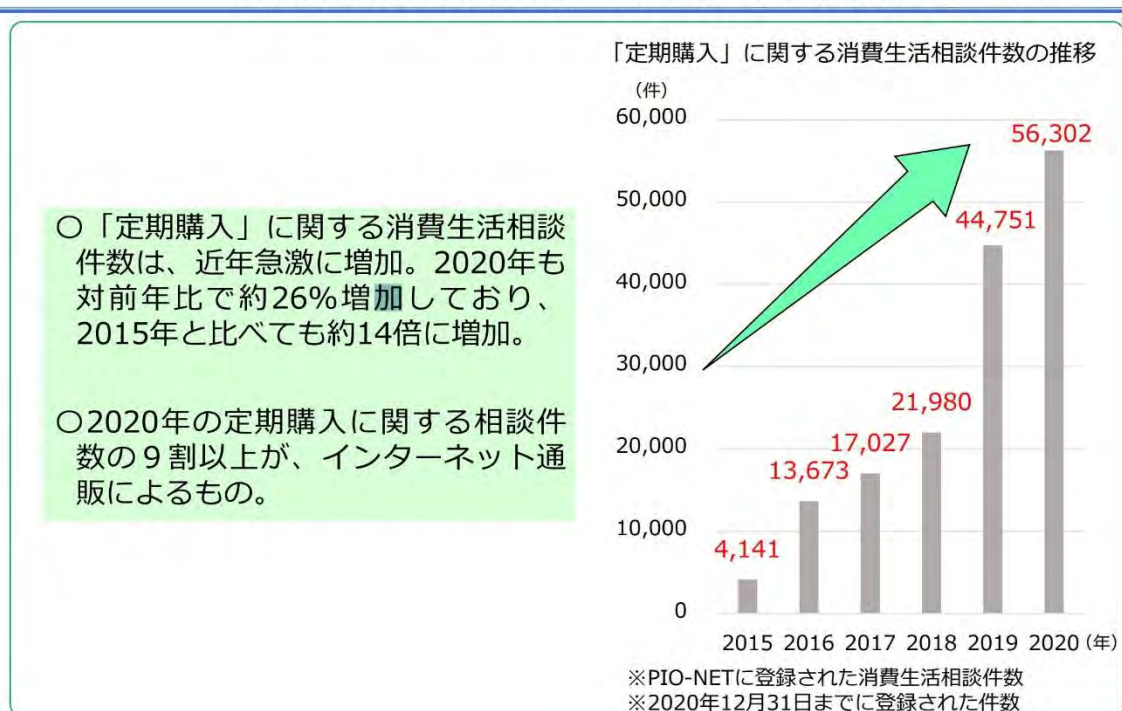 〇「定期購入」に関する消費生活相談
件数は、近年急激に増加。2020年も
対前年比で約26%増加しており、
2015年と比べても約14倍に増加。
〇2020年の定期購入に関する相談件
数の９割以上が、インターネット通
販によるもの。
「定期購入」に関する消費生活相談件数の推移
（件）
60,000
50,000
40,000
30,000
20,000
10,000
0
4,141
13,673
17,027
21,980
44,751
56,302
2015 2016 2017 2018 2019 2020（年）
※PIO-NETに登録された消費生活相談件数
※2020年12月31日までに登録された件数